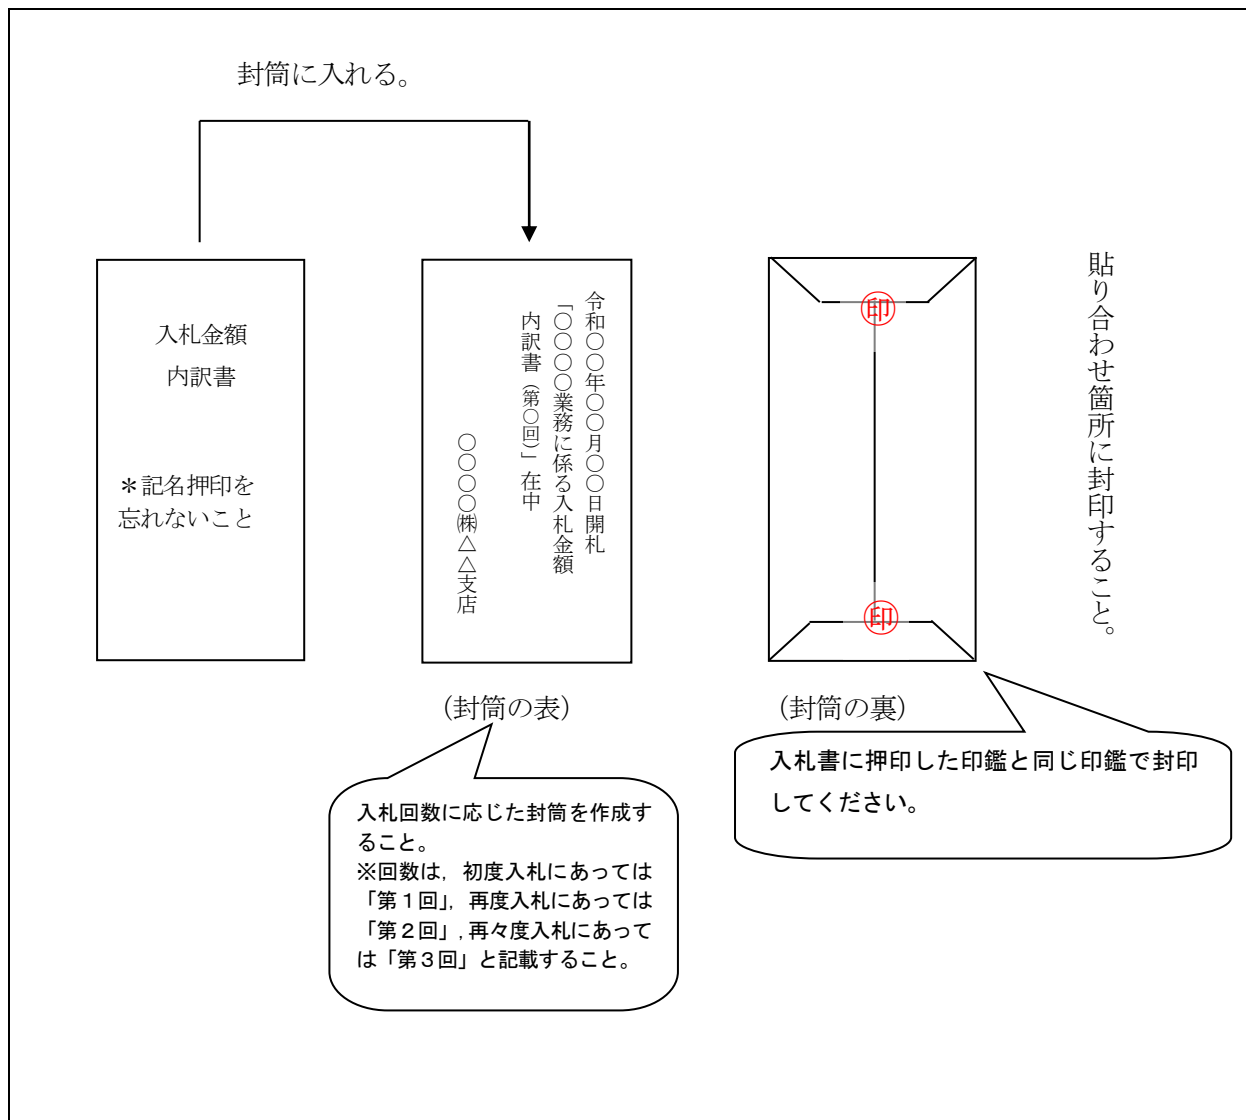 封筒に入れる。
入札金額
内訳書
＊記名押印を
忘れないこと
令和〇〇年〇〇月〇〇日開札
「〇〇〇〇業務に係る入札金額
内訳書（第〇回）」在中
〇〇〇〇㈱△△支店
印
印
貼り合わせ箇所に封印すること。
（封筒の表）
（封筒の裏）
入札回数に応じた封筒を作成す
ること。
※回数は，初度入札にあっては
「第１回」，再度入札にあっては
「第２回」，再々度入札にあって
は「第３回」と記載すること。
入札書に押印した印鑑と同じ印鑑で封印
してください。